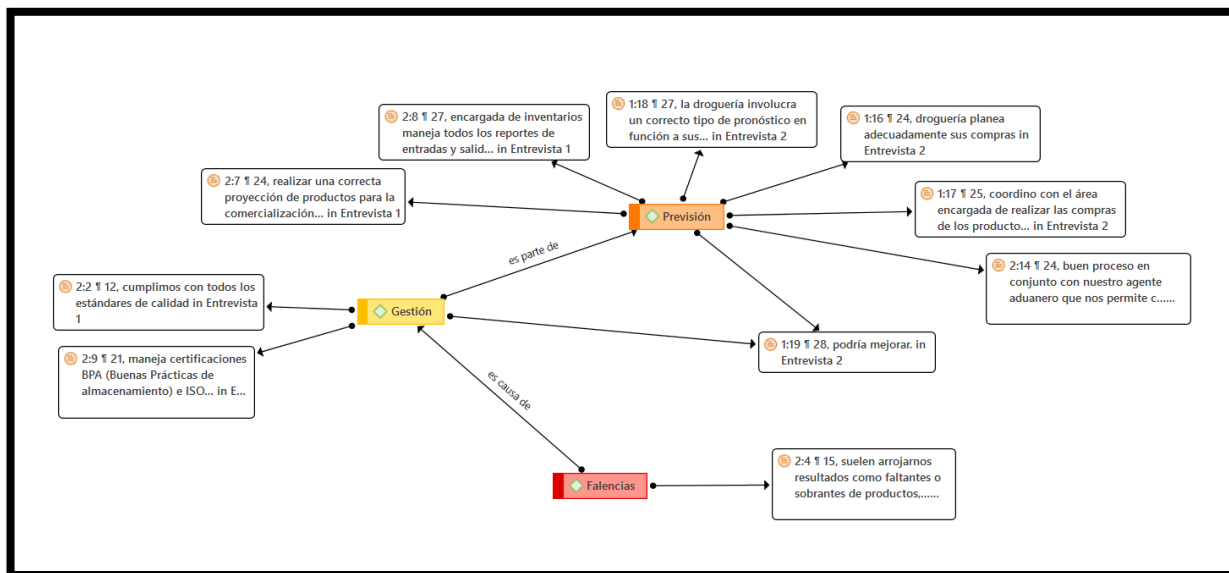 1:18 ¶ 27, la droguería involucra
un correcto tipo de pronóstico en
función a sus... in Entrevista 2
2:8 ¶ 27, encargada de inventarios
maneja todos los reportes de
entradas y salid... in Entrevista 1
1:16 ¶ 24, droguería planea
adecuadamente sus compras in
Entrevista 2
2:7 ¶ 24, realizar una correcta
proyección de productos para la
comercialización... in Entrevista 1
1:17 ¶ 25, coordino con el área
encargada de realizar las compras
de los producto... in Entrevista 2
Previsión
es parte de
2:14 ¶ 24, buen proceso en
conjunto con nuestro agente
aduanero que nos permite c......
2:2 ¶ 12, cumplimos con todos los
estándares de calidad in Entrevista
1
Gestión
1:19 ¶ 28, podría mejorar. in
Entrevista 2
2:9 ¶ 21, maneja certificaciones
BPA (Buenas Prácticas de
almacenamiento) e ISO... in E...
es causa de
Falencias
2:4 ¶ 15, suelen arrojarnos
resultados como faltantes o
sobrantes de productos,......